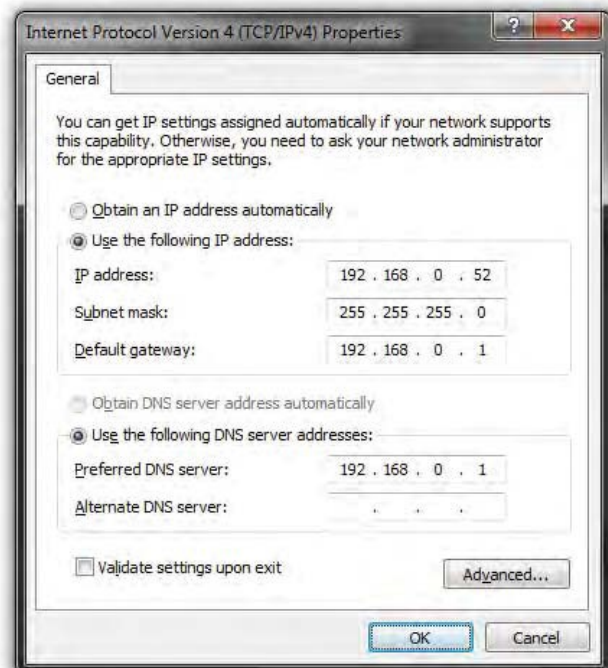 Internet Protocol Version 4 (TCP/IPv4) Properties
?
X
General
You can get IP settings assigned automatically if your network supports
this capability. Otherwise, you need to ask your network administrator
for the appropriate IP settings.
Obtain an IP address automatically
Use the following IP address:
IP address: 192 . 168 . 0 . 52
Subnet mask: 255 . 255 . 255 . 0
Default gateway: 192 . 168 . 0 . 1
Obtain DNS server address automatically
Use the following DNS server addresses:
Preferred DNS server: 192 . 168 . 0 . 1
Alternate DNS server: . . .
Validate settings upon exit
Advanced...
OK Cancel